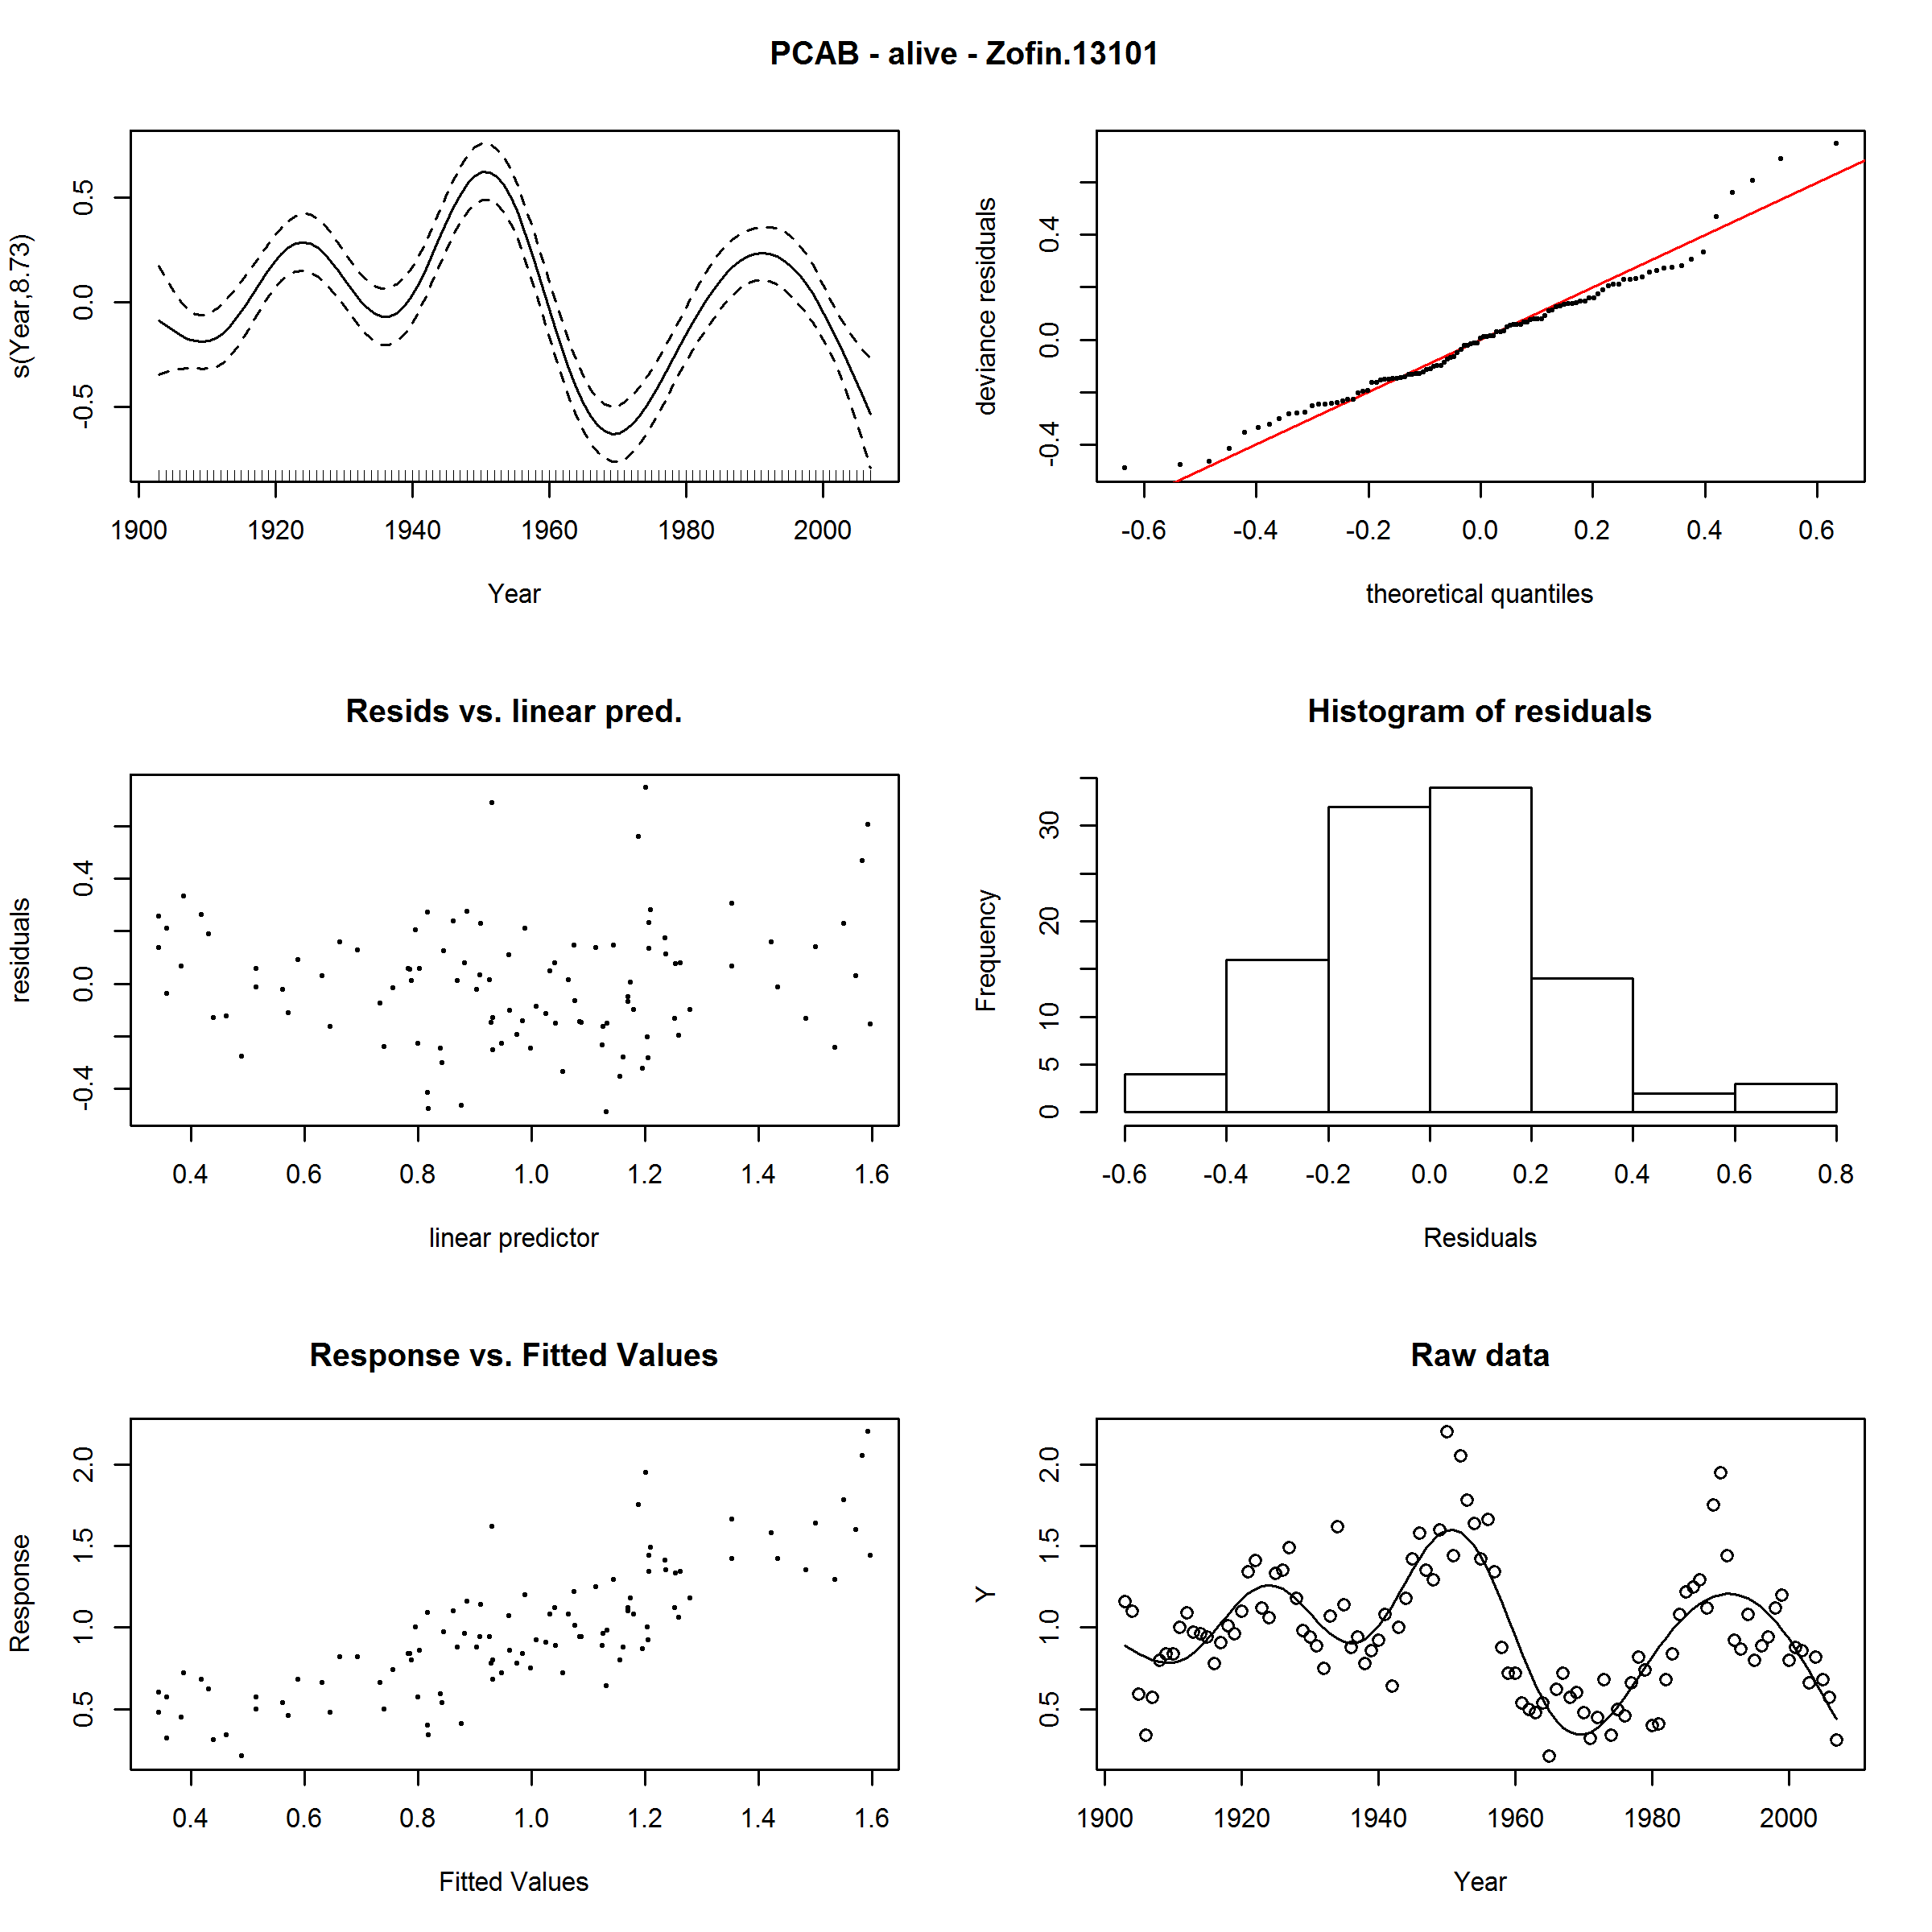 PCAB - alive - Zofin.13101
s(Year,8.73)
0.5
0.0
-0.5
1900 1920 1940 1960 1980 2000
Year
deviance residuals
0.4
0.0
-0.4
-0.6 -0.4 -0.2 0.0 0.2 0.4 0.6
theoretical quantiles
Resids vs. linear pred.
residuals
0.4
0.0
-0.4
0.4 0.6 0.8 1.0 1.2 1.4 1.6
linear predictor
Histogram of residuals
Frequency
30
20
10
5
0
-0.6 -0.4 -0.2 0.0 0.2 0.4 0.6 0.8
Residuals
Response vs. Fitted Values
Response
2.0
1.5
1.0
0.5
0.4 0.6 0.8 1.0 1.2 1.4 1.6
Fitted Values
Raw data
Y
2.0
1.5
1.0
0.5
1900 1920 1940 1960 1980 2000
Year